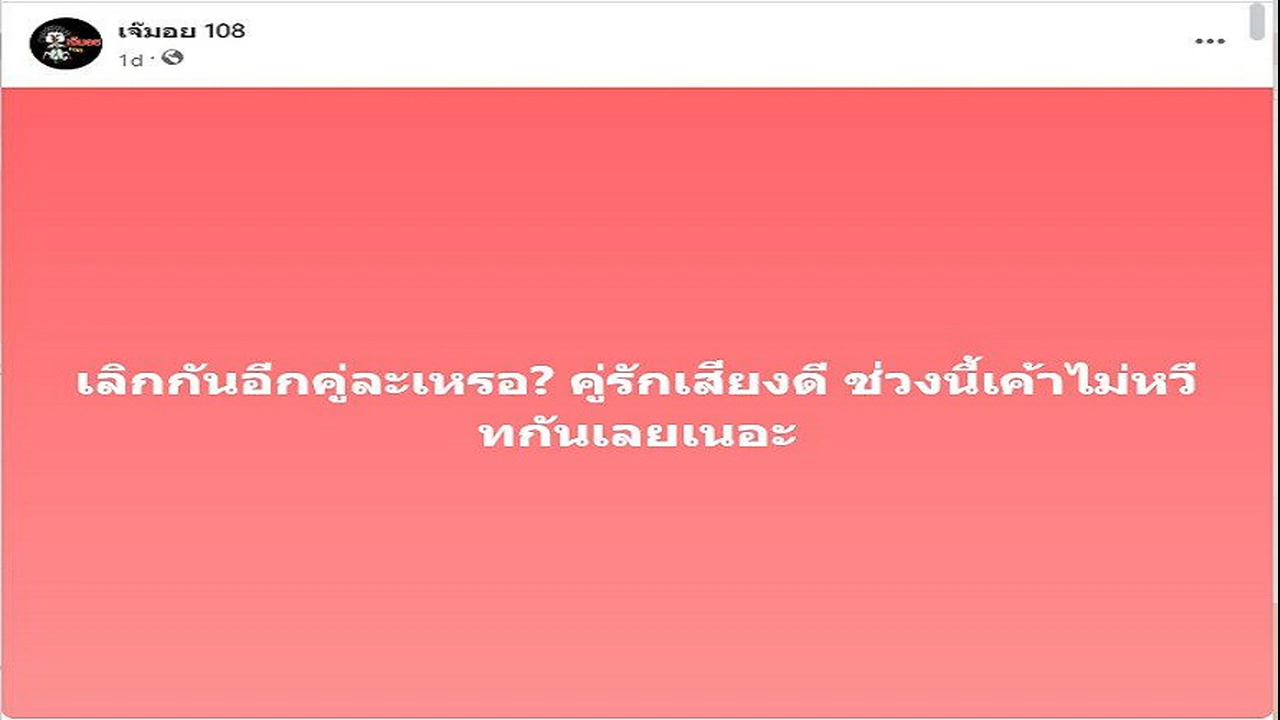 เจ๊มอย 108
1d ·
เลิกกันอีกคู่ละเหรอ? คู่รักเสียงดี ช่วงนี้เค้าไม่หวี
ทกันเลยเนอะ